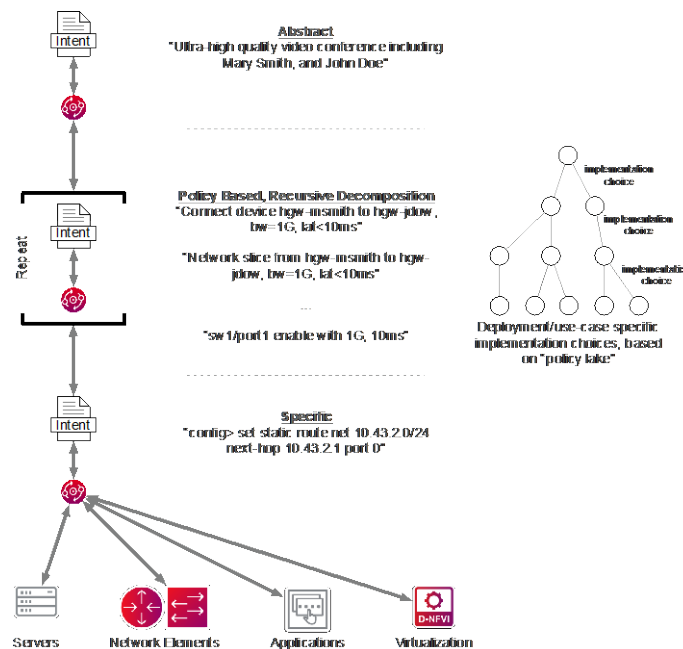 Abstract
Intent
"Ultra-high quality video conference including
Mary Smith, and John Doe"
implementation
choice
Policy Based, Recursive Decomposition
"Connect device hgw-msmith to hgw-jdow,
bw=1G, lat<10ms"
Repeat
Intent
"Network slice from hgw-msmith to hgw-
jdow, bw=1G, lat<10ms"
...
"sw1/port1 enable with 1G, 10ms"
implementation
choice
implementatic
choice
Deployment/use-case specific
implementation choices, based
on "policy lake"
Intent
Specific
"config> set static route net 10.43.2.0/24
next-hop 10.43.2.1 port 0"
D-NFVI
Servers
Network Elements
Applications
Virtualization